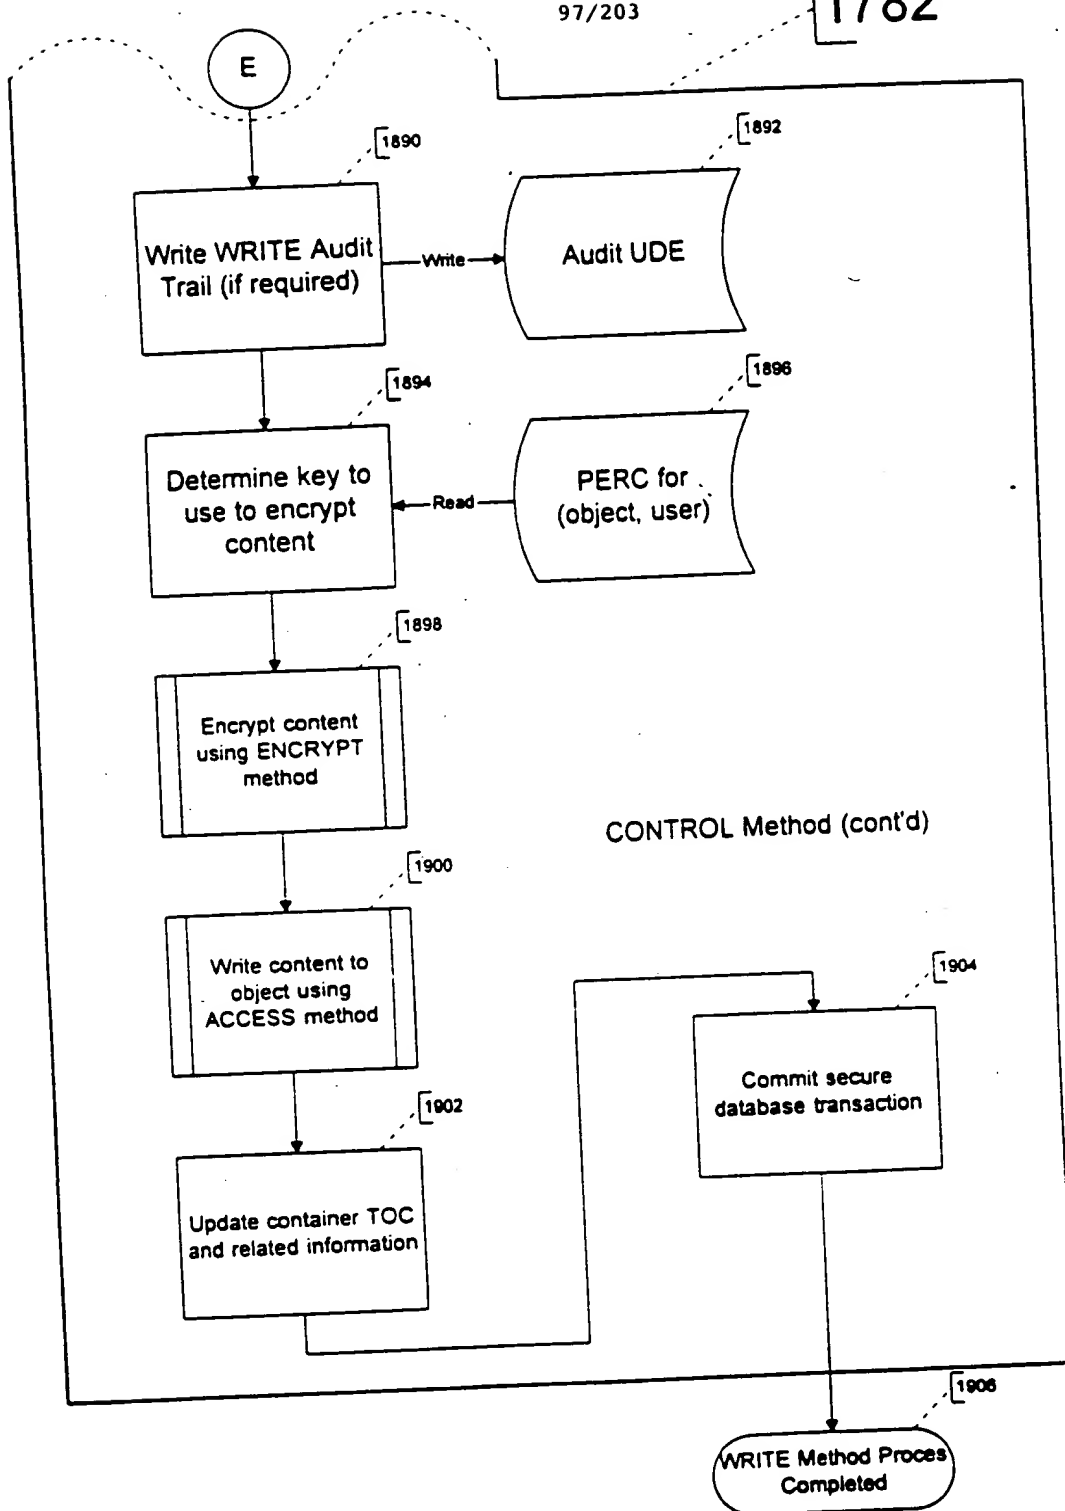 97/203
1782
E
1890
1892
Write WRITE Audit
Trail (if required)
Write
Audit UDE
1894
1896
Determine key to
use to encrypt
content
Read
PERC for
(object, user)
1898
Encrypt content
using ENCRYPT
method
CONTROL Method (cont'd)
1900
Write content to
object using
ACCESS method
1904
Commit secure
database transaction
1902
Update container TOC
and related information
1906
WRITE Method Proces
Completed